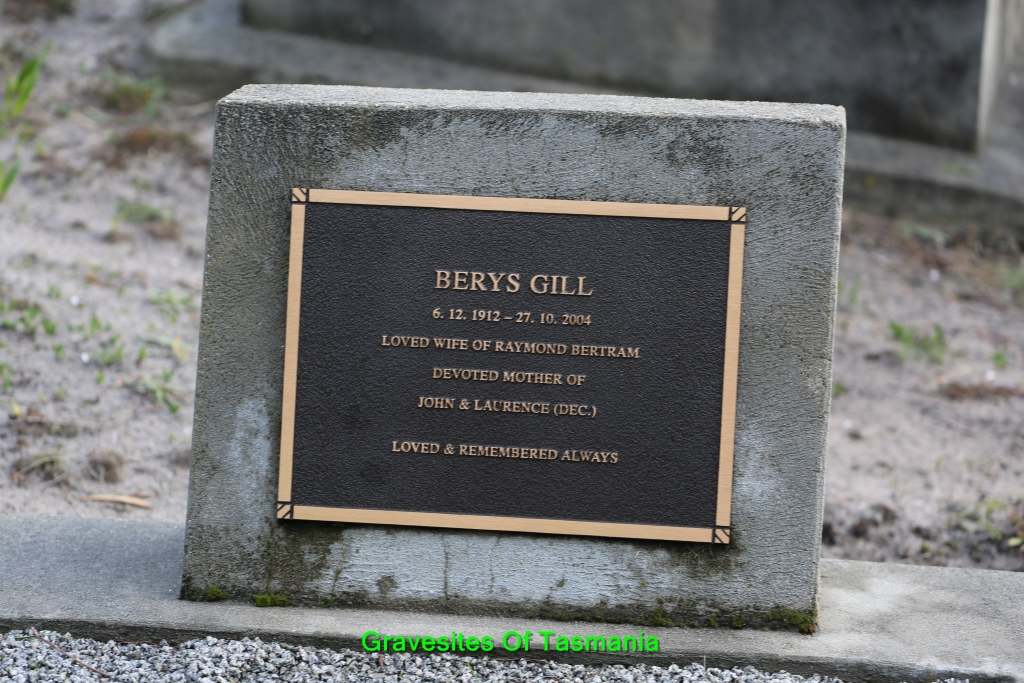 BERYS GILL
6. 12. 1912 – 27. 10. 2004
LOVED WIFE OF RAYMOND BERTRAM
DEVOTED MOTHER OF
JOHN & LAURENCE (DEC.)
LOVED & REMEMBERED ALWAYS
Gravesites Of Tasmania